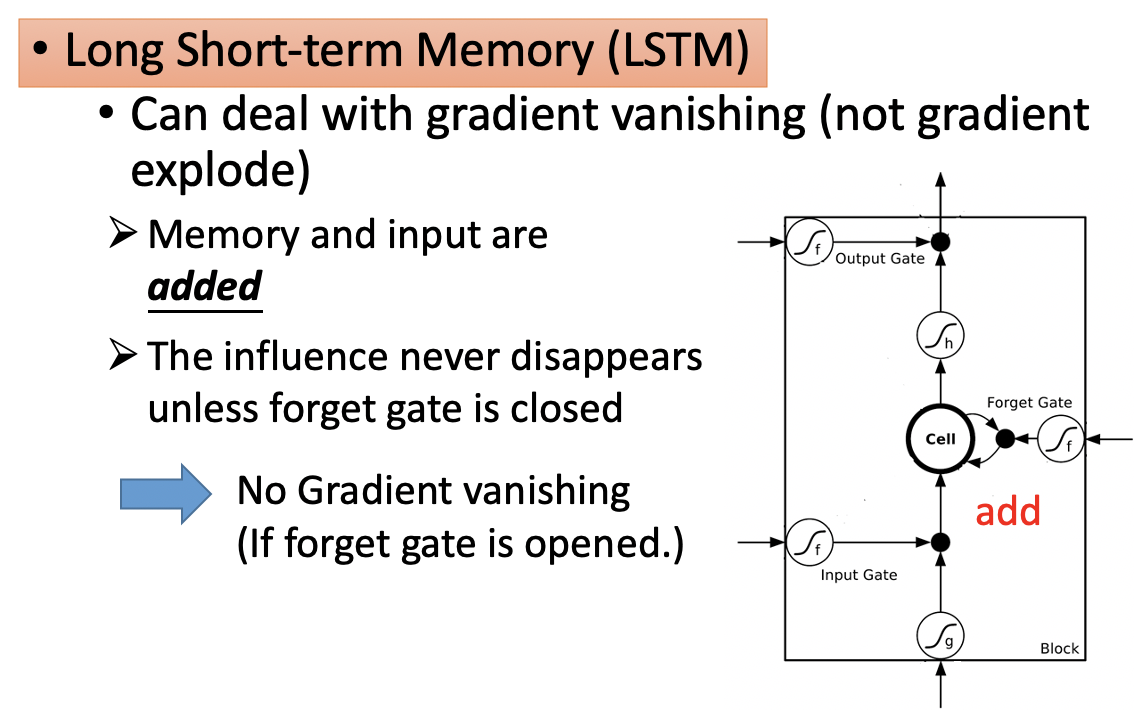 • Long Short-term Memory (LSTM)
• Can deal with gradient vanishing (not gradient
explode)
➢ Memory and input are
added
➢ The influence never disappears
unless forget gate is closed
No Gradient vanishing
(If forget gate is opened.)
f
Output Gate
h
Forget Gate
Cell
f
add
f
Input Gate
g
Block